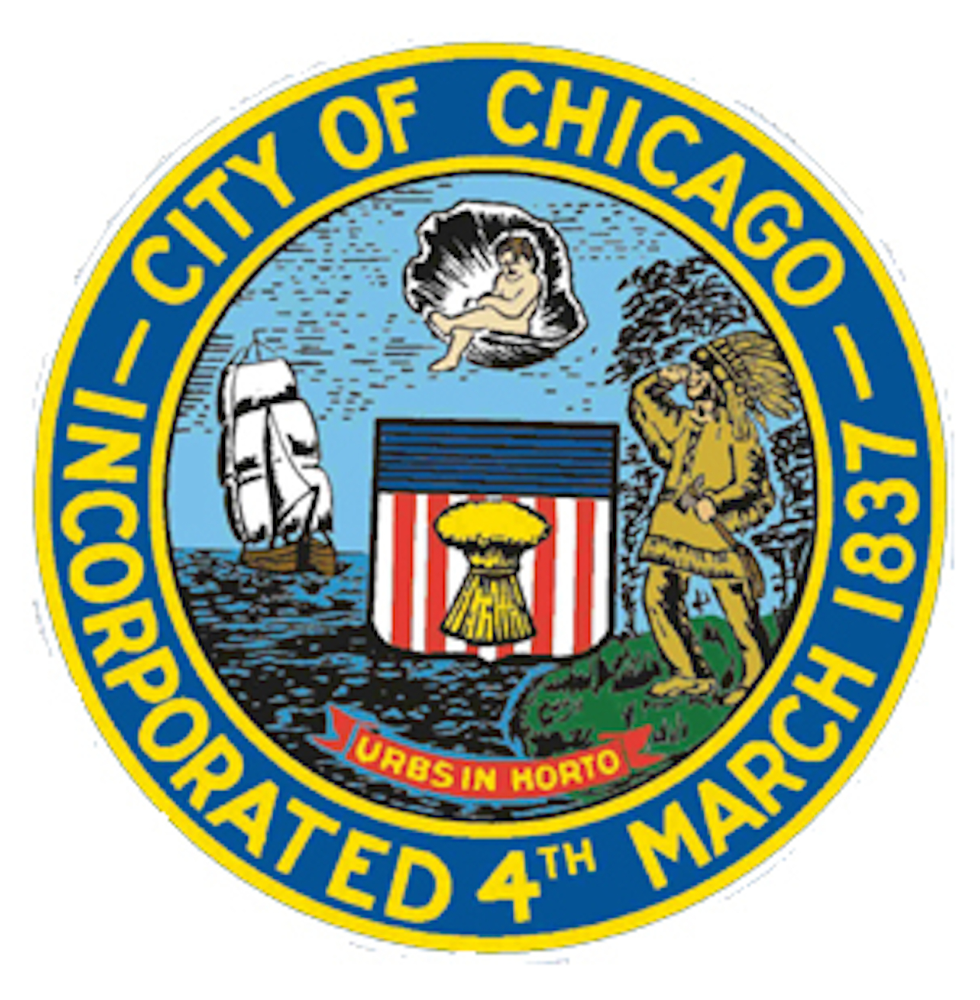 CITY OF CHICAGO
INCORPORATED 4TH MARCH 1837
URBS IN HORTO